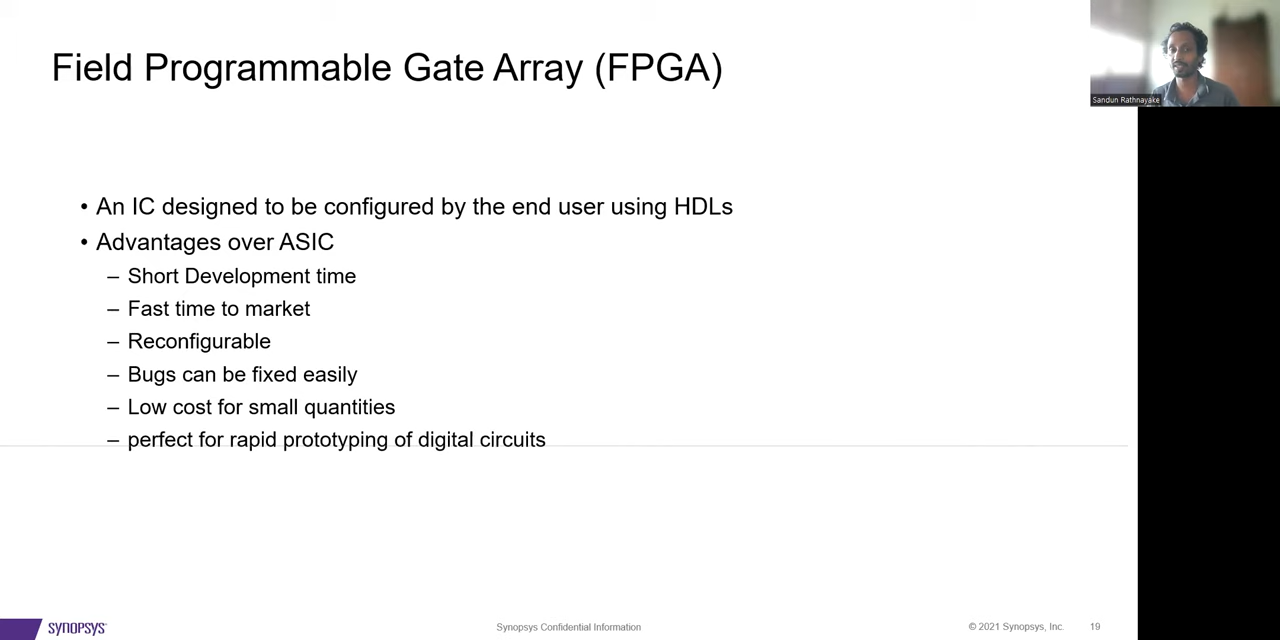 Field Programmable Gate Array (FPGA)
Sandun Rathnayake
• An IC designed to be configured by the end user using HDLs
• Advantages over ASIC
– Short Development time
– Fast time to market
– Reconfigurable
– Bugs can be fixed easily
– Low cost for small quantities
– perfect for rapid prototyping of digital circuits
SYNOPSYS
Synopsys Confidential Information
© 2021 Synopsys, Inc.
19